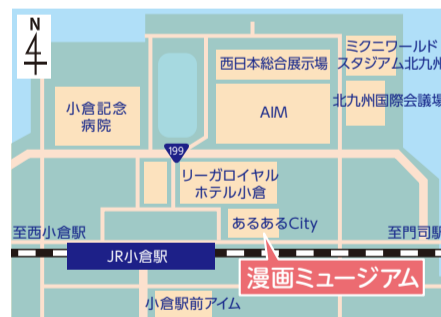 N
ミクニワールド
スタジアム北九州
西日本総合展示場
小倉記念
病院
AIM
北九州国際会議場
199
リーガロイヤル
ホテル小倉
あるあるCity
至西小倉駅
至門司駅
JR小倉駅
漫画ミュージアム
小倉駅前アイム